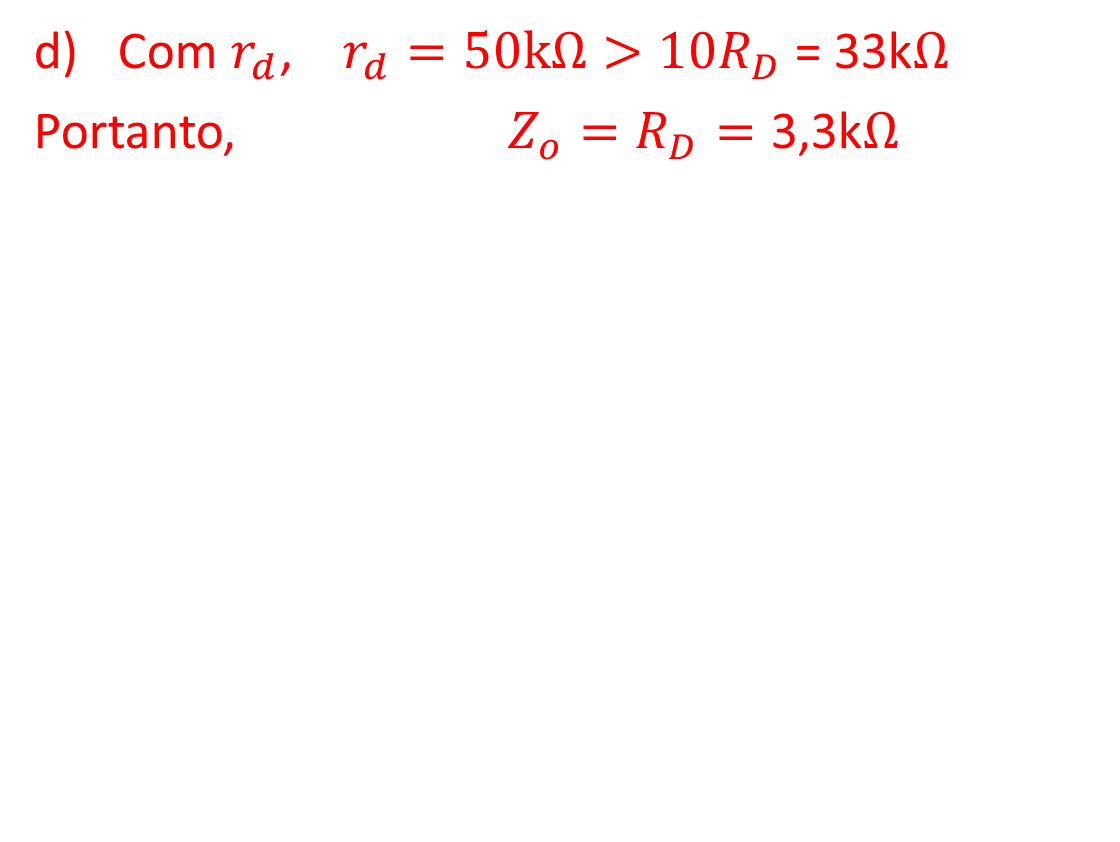 d) Com r_d, r_d = 50kΩ > 10R_D = 33kΩ
Portanto, Z_o = R_D = 3,3kΩ